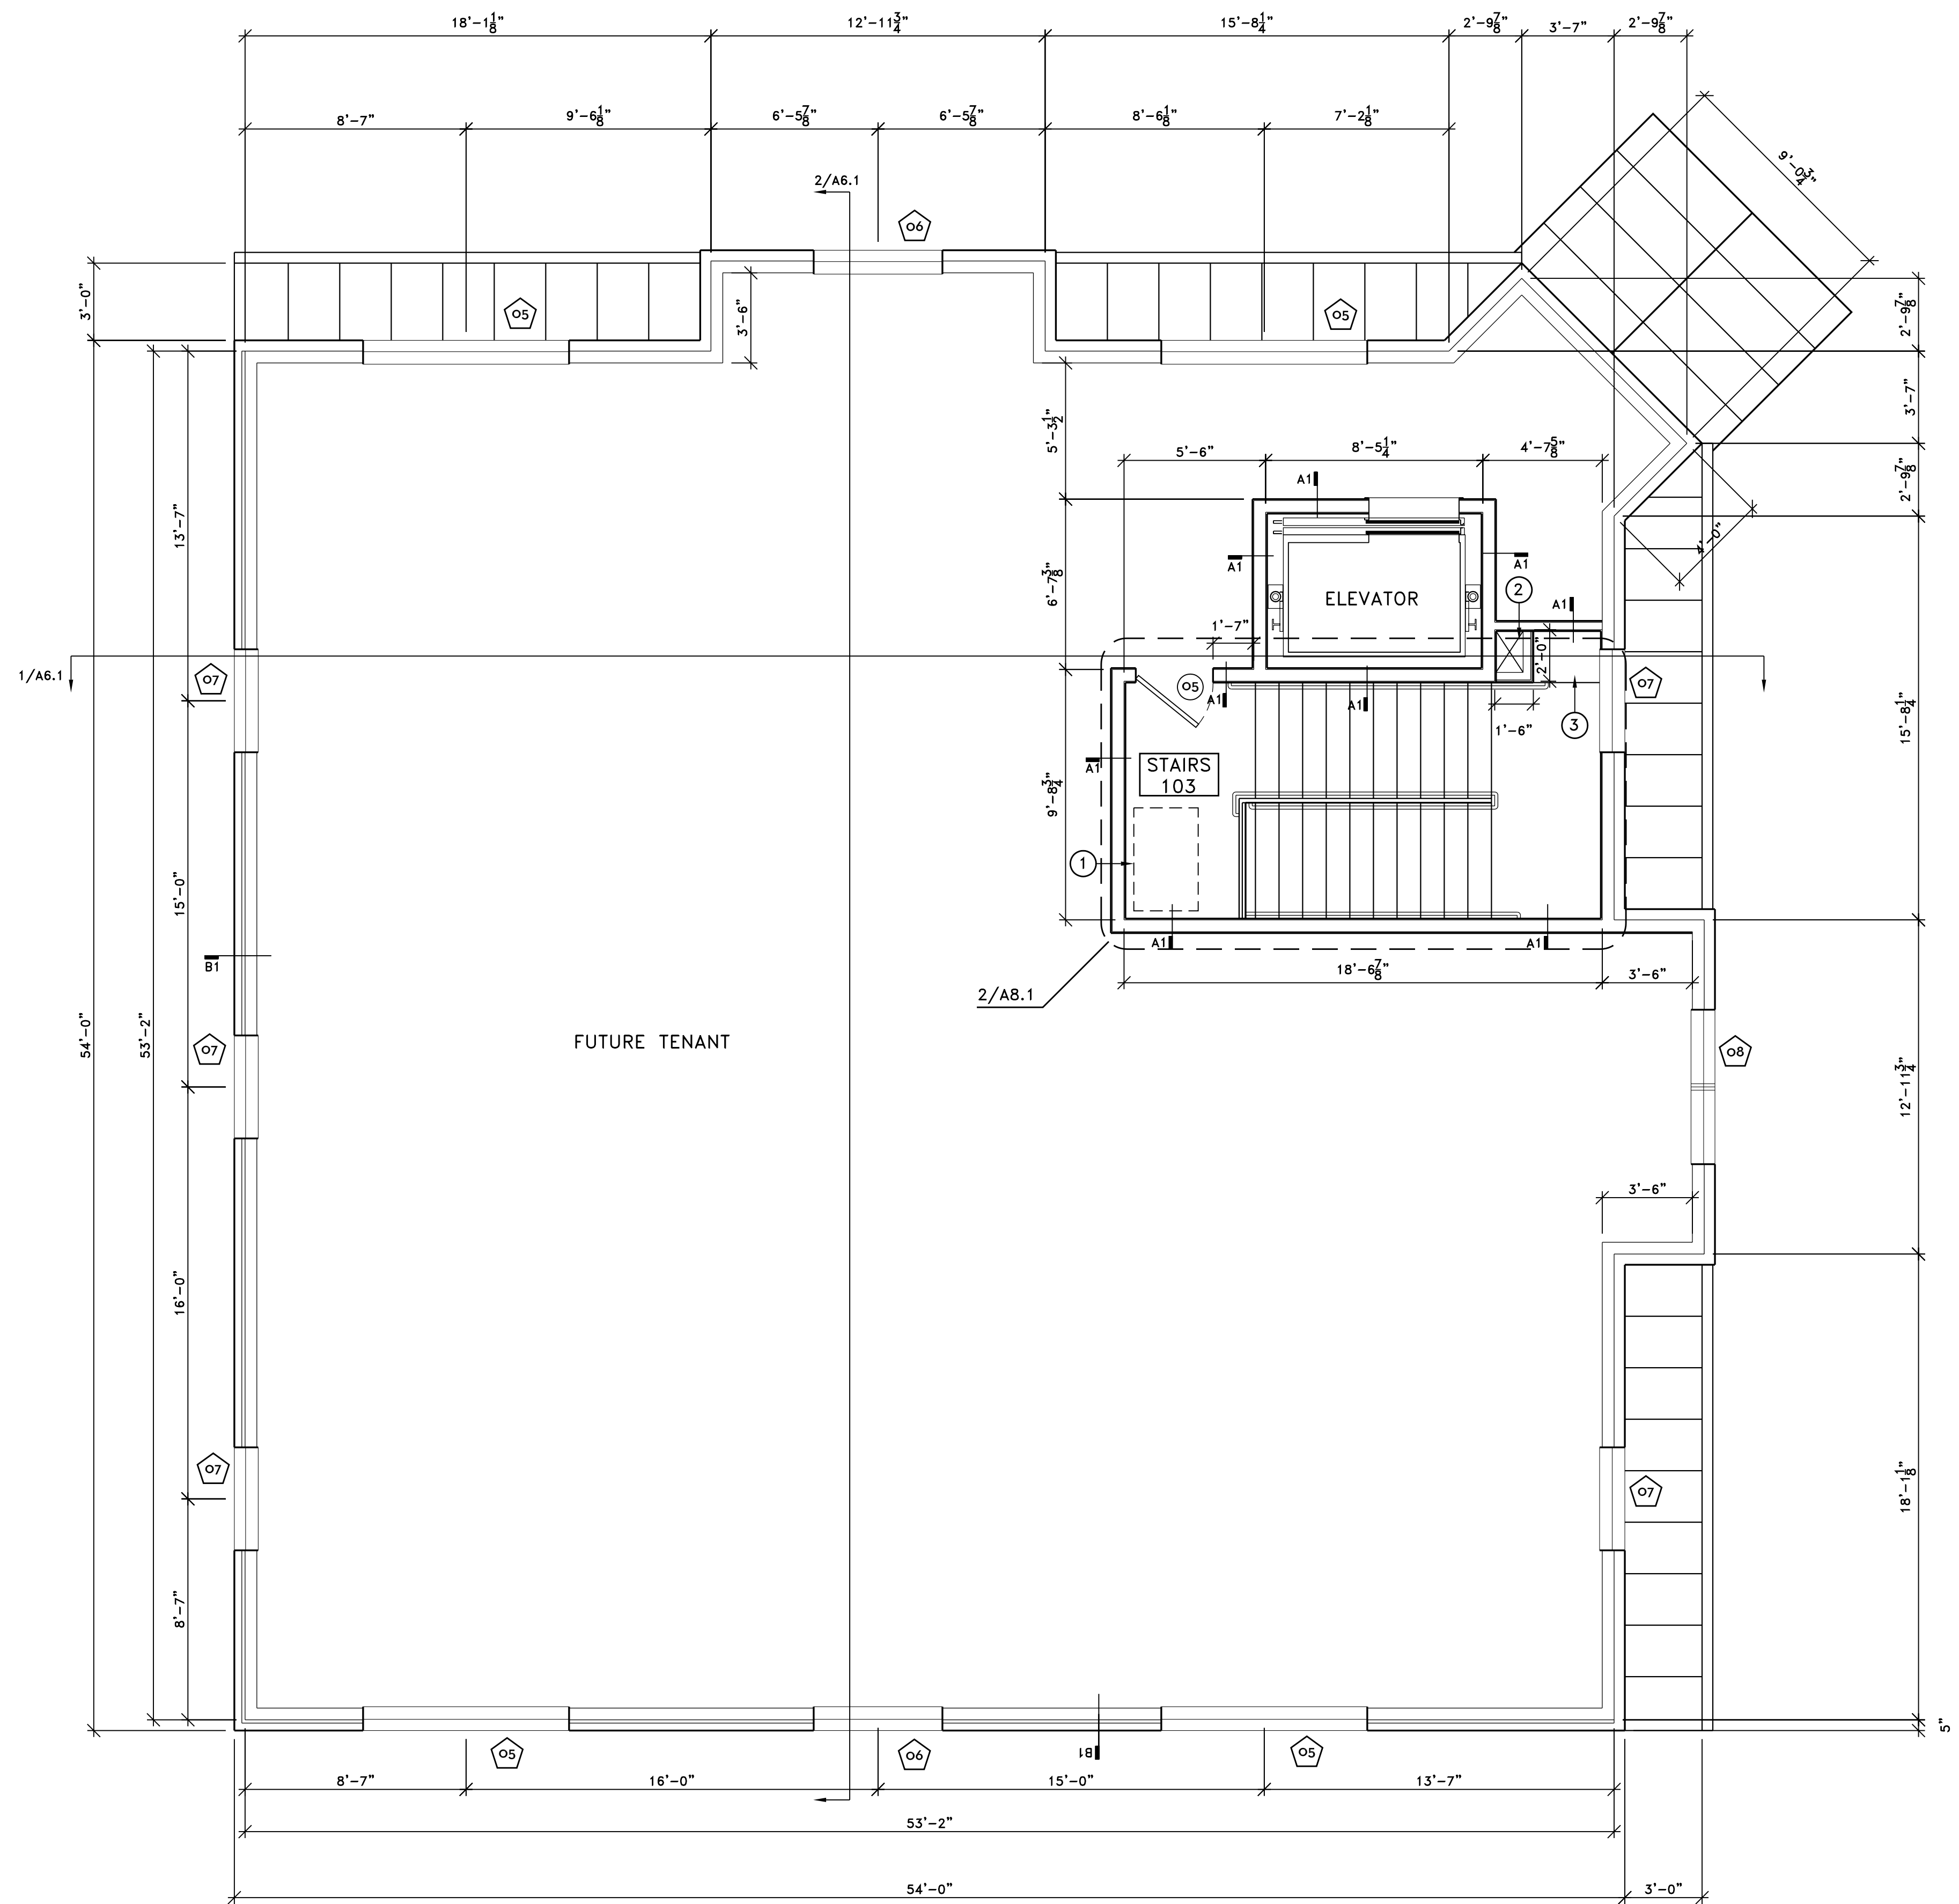 18'-1 1/8" 12'-11 3/4" 15'-8 1/4" 2'-9 7/8" 3'-7" 2'-9 7/8"
8'-7" 9'-6 1/8" 6'-5 7/8" 6'-5 7/8" 8'-6 1/8" 7'-2 1/8"
9'-0 3/4"
2/A6.1
06
3'-0"
05
3'-6"
05
2'-9 7/8"
3'-7"
2'-9 7/8"
5'-3 1/2"
5'-6" 8'-5 1/4" 4'-7 5/8"
A1
13'-7"
4'-0"
A1
A1
6'-7 3/8"
ELEVATOR
2
A1
1'-7"
2'-0"
1/A6.1
07
05
07
A1
A1
1'-6"
3
15'-8 1/4"
A1
STAIRS
103
9'-8 3/4"
1
15'-0"
A1
A1
B1
18'-6 7/8" 3'-6"
2/A8.1
54'-0"
53'-2"
FUTURE TENANT
07
08
12'-11 3/4"
3'-6"
16'-0"
07
07
18'-1 1/8"
8'-7"
5"
05
06
B1
05
8'-7" 16'-0" 15'-0" 13'-7"
53'-2"
54'-0" 3'-0"